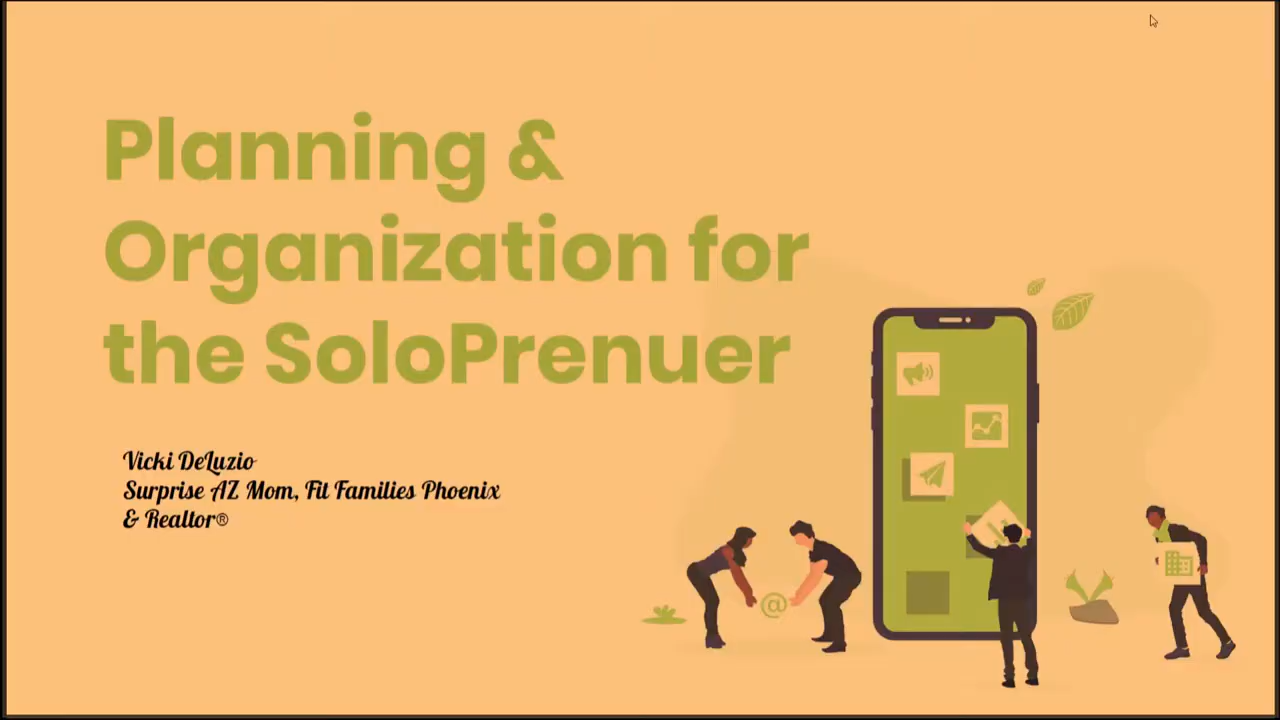 Planning &
Organization for
the SoloPrenuer
Vicki DeLuzio
Surprise AZ Mom, Fit Families Phoenix
& Realtor®
@